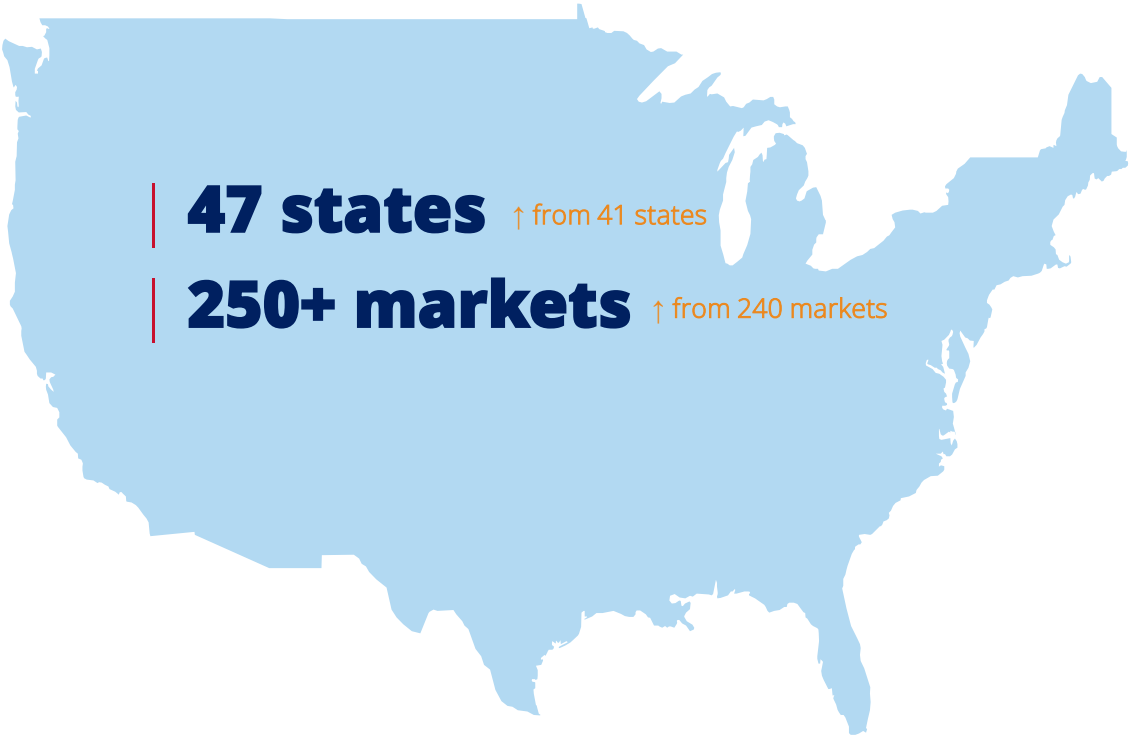 47 states ↑ from 41 states
250+ markets ↑ from 240 markets